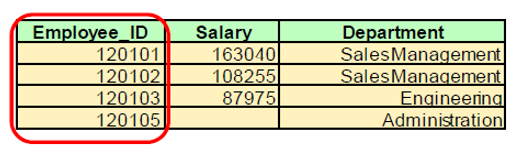 Employee_ID Salary Department
120101 163040 SalesManagement
120102 108255 SalesManagement
120103 87975 Engineering
120105 Administration